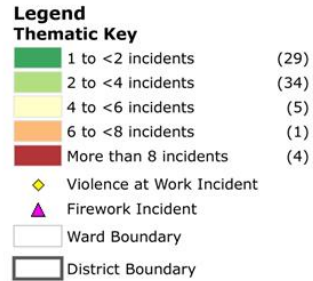 Legend
Thematic Key
1 to <2 incidents (29)
2 to <4 incidents (34)
4 to <6 incidents (5)
6 to <8 incidents (1)
More than 8 incidents (4)
Violence at Work Incident
Firework Incident
Ward Boundary
District Boundary